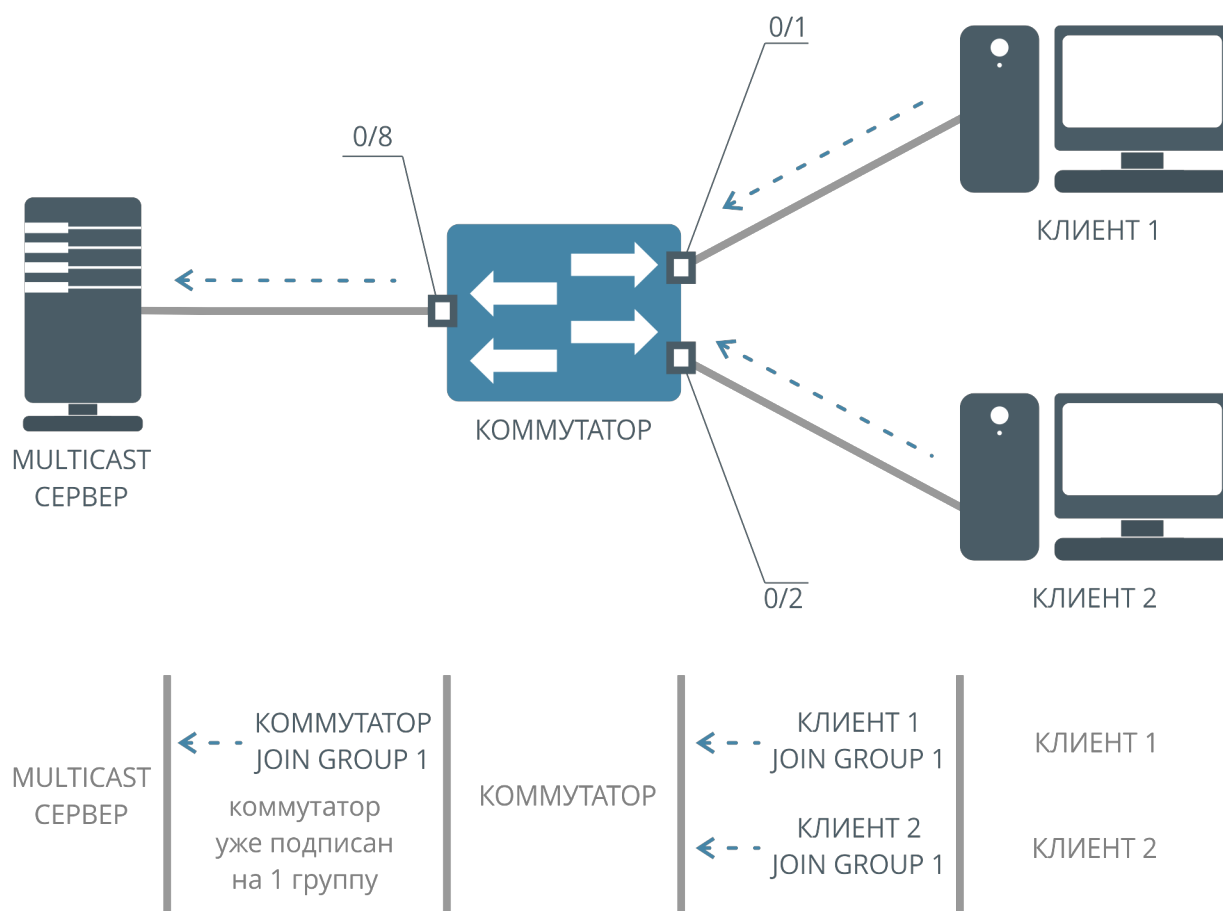 0/1
0/8
КЛИЕНТ 1
КОММУТАТОР
MULTICAST
СЕРВЕР
0/2
КЛИЕНТ 2
MULTICAST
СЕРВЕР
КОММУТАТОР
JOIN GROUP 1
коммутатор
уже подписан
на 1 группу
КОММУТАТОР
КЛИЕНТ 1
JOIN GROUP 1
КЛИЕНТ 2
JOIN GROUP 1
КЛИЕНТ 1
КЛИЕНТ 2